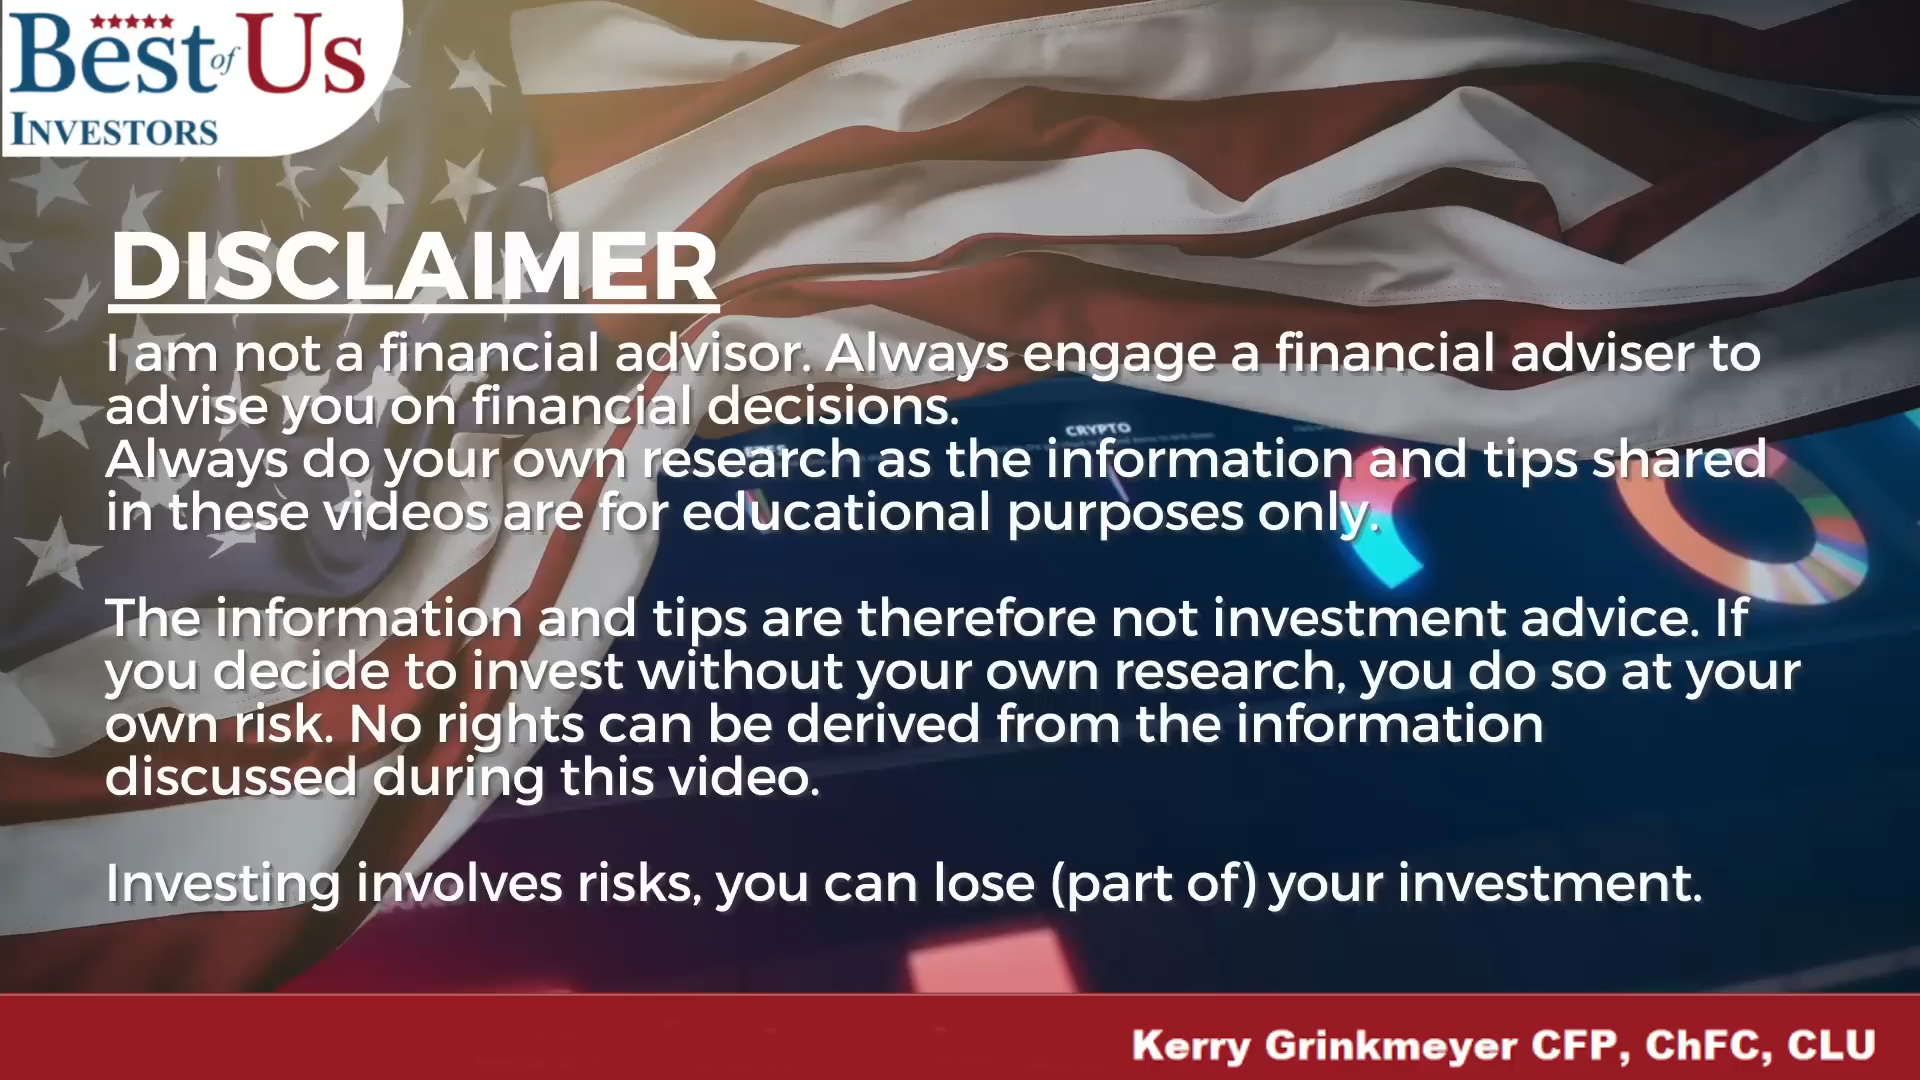 Best of Us
INVESTORS
DISCLAIMER
I am not a financial advisor. Always engage a financial adviser to
advise you on financial decisions.
CRYPTO
Always do your own research as the information and tips shared
in these videos are for educational purposes only.
The information and tips are therefore not investment advice. If
you decide to invest without your own research, you do so at your
own risk. No rights can be derived from the information
discussed during this video.
Investing involves risks, you can lose (part of) your investment.
Kerry Grinkmeyer CFP, ChFC, CLU